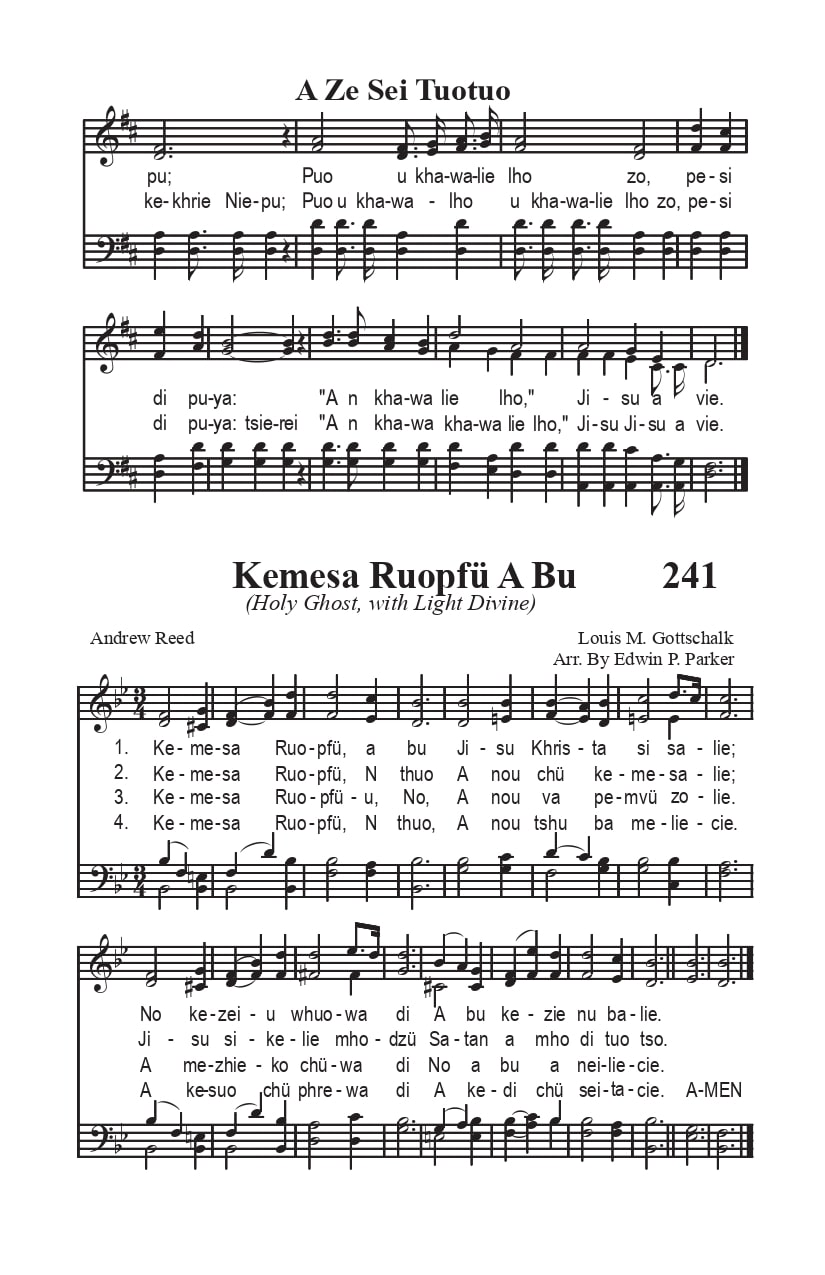 A Ze Sei Tuotuo
pu; Puo u kha-wa-lie lho zo, pe-si
ke-khrie Niepu; Puo u kha-wa - lho u kha-wa-lie lho zo, pe-si
di pu-ya: "A n kha-wa lie lho," Ji - su a vie.
di pu-ya: tsie-rei "A n kha-wa kha-wa lie lho," Ji-su Ji-su a vie.
Kemesa Ruopfü A Bu 241
(Holy Ghost, with Light Divine)
Andrew Reed Louis M. Gottschalk
Arr. By Edwin P. Parker
1. Ke - me-sa Ruo-pfü, a bu Ji - su Khris - ta si sa - lie;
2. Ke - me-sa Ruo-pfü, N thuo A nou chü ke - me - sa - lie;
3. Ke - me-sa Ruo-pfü - u, No, A nou va pe-mvü zo - lie.
4. Ke - me-sa Ruo-pfü, N thuo, A nou tshu ba me - lie - cie.
No ke-zei - u whuo-wa di A bu ke - zie nu ba-lie.
Ji - su si - ke-lie mho - dzü Sa - tan a mho di tuo tso.
A me-zhie - ko chü-wa di No a bu a nei-lie-cie.
A ke-suo chü phre-wa di A ke - di chü sei-ta-cie. A-MEN